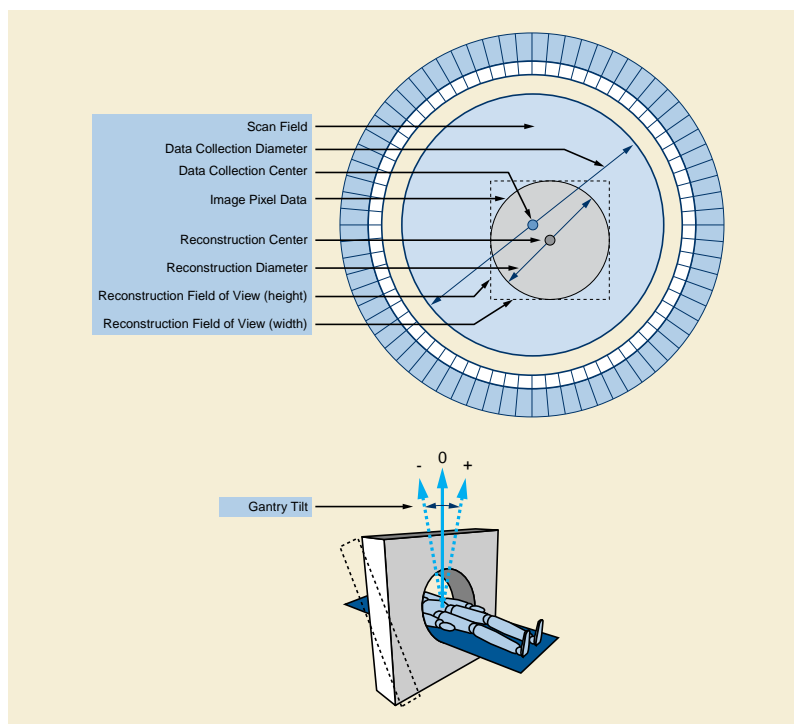 Scan Field
Data Collection Diameter
Data Collection Center
Image Pixel Data
Reconstruction Center
Reconstruction Diameter
Reconstruction Field of View (height)
Reconstruction Field of View (width)
- 0 +
Gantry Tilt